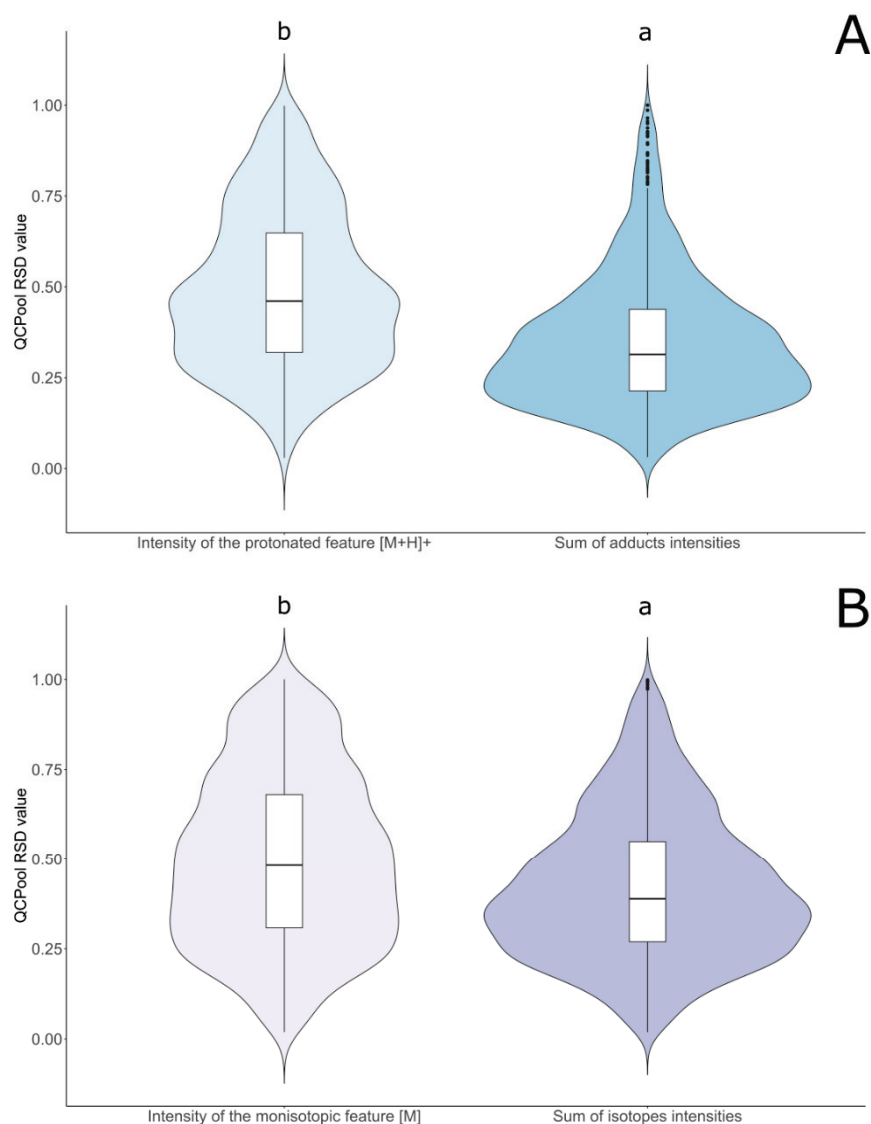 b
a
A
1.00
0.75
0.50
0.25
0.00
QCPool RSD value
Intensity of the protonated feature [M+H]+
Sum of adducts intensities
b
a
B
1.00
0.75
0.50
0.25
0.00
QCPool RSD value
Intensity of the monisotopic feature [M]
Sum of isotopes intensities